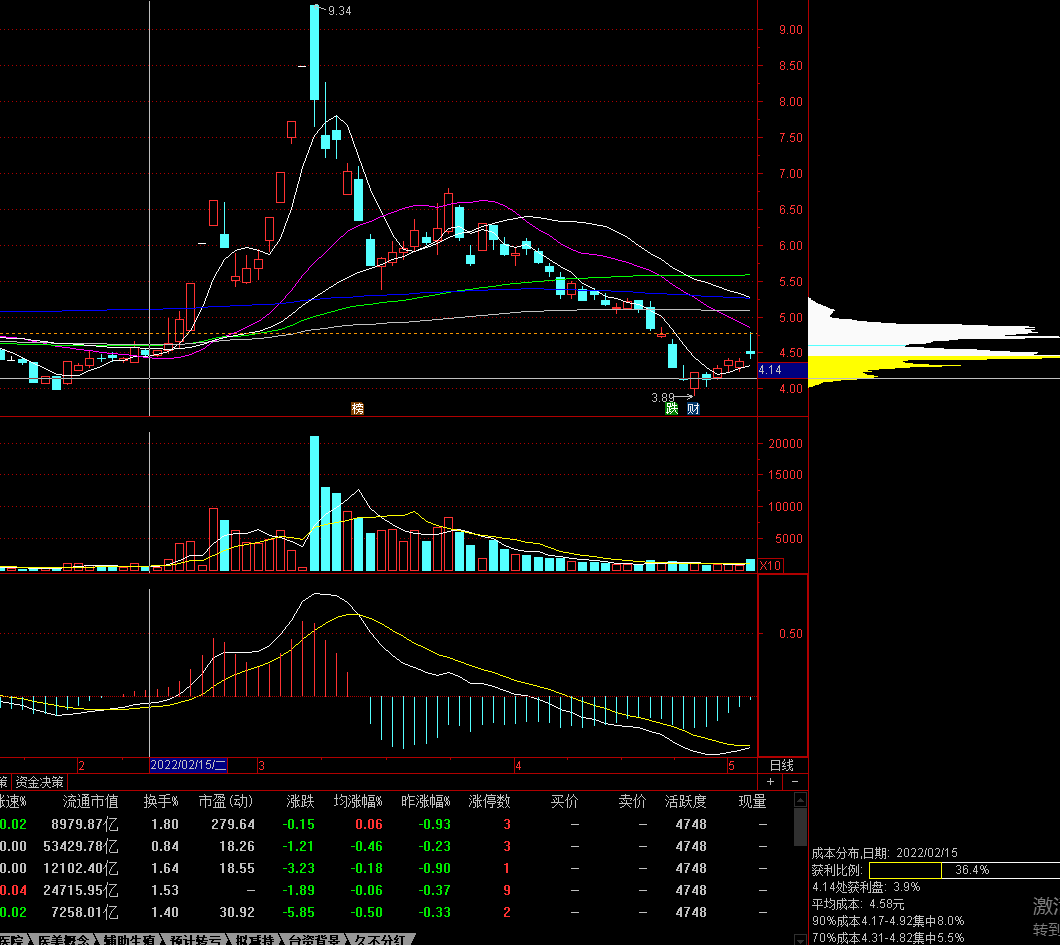 9.34
9.00
8.50
8.00
7.50
7.00
6.50
6.00
5.50
5.00
4.50
4.14
4.00
3.89
榜 跌 财
20000
15000
10000
5000
X10
0.50
2 2022/02/15/二 3 4 5 日线
策 资金决策 + -
涨速% 流通市值 换手% 市盈(动) 涨跌 均涨幅% 昨涨幅% 涨停数 买价 卖价 活跃度 现量
0.02 8979.87亿 1.80 279.64 -0.15 0.06 -0.93 3 — — 4748 —
0.00 53429.78亿 0.84 18.26 -1.21 -0.46 -0.23 3 — — 4748 —
0.00 12102.40亿 1.64 18.55 -3.23 -0.18 -0.90 1 — — 4748 —
0.04 24715.95亿 1.53 — -1.89 -0.06 -0.37 9 — — 4748 —
0.02 7258.01亿 1.40 30.92 -5.85 -0.50 -0.33 2 — — 4748 —
医院 医美概念 辅助生育 预计转亏 拟减持 台资背景 久不分红
成本分布,日期: 2022/02/15
获利比例: 36.4%
4.14处获利盘: 3.9%
平均成本: 4.58元
90%成本4.17-4.92集中8.0%
70%成本4.31-4.82集中5.5%
激活
转到